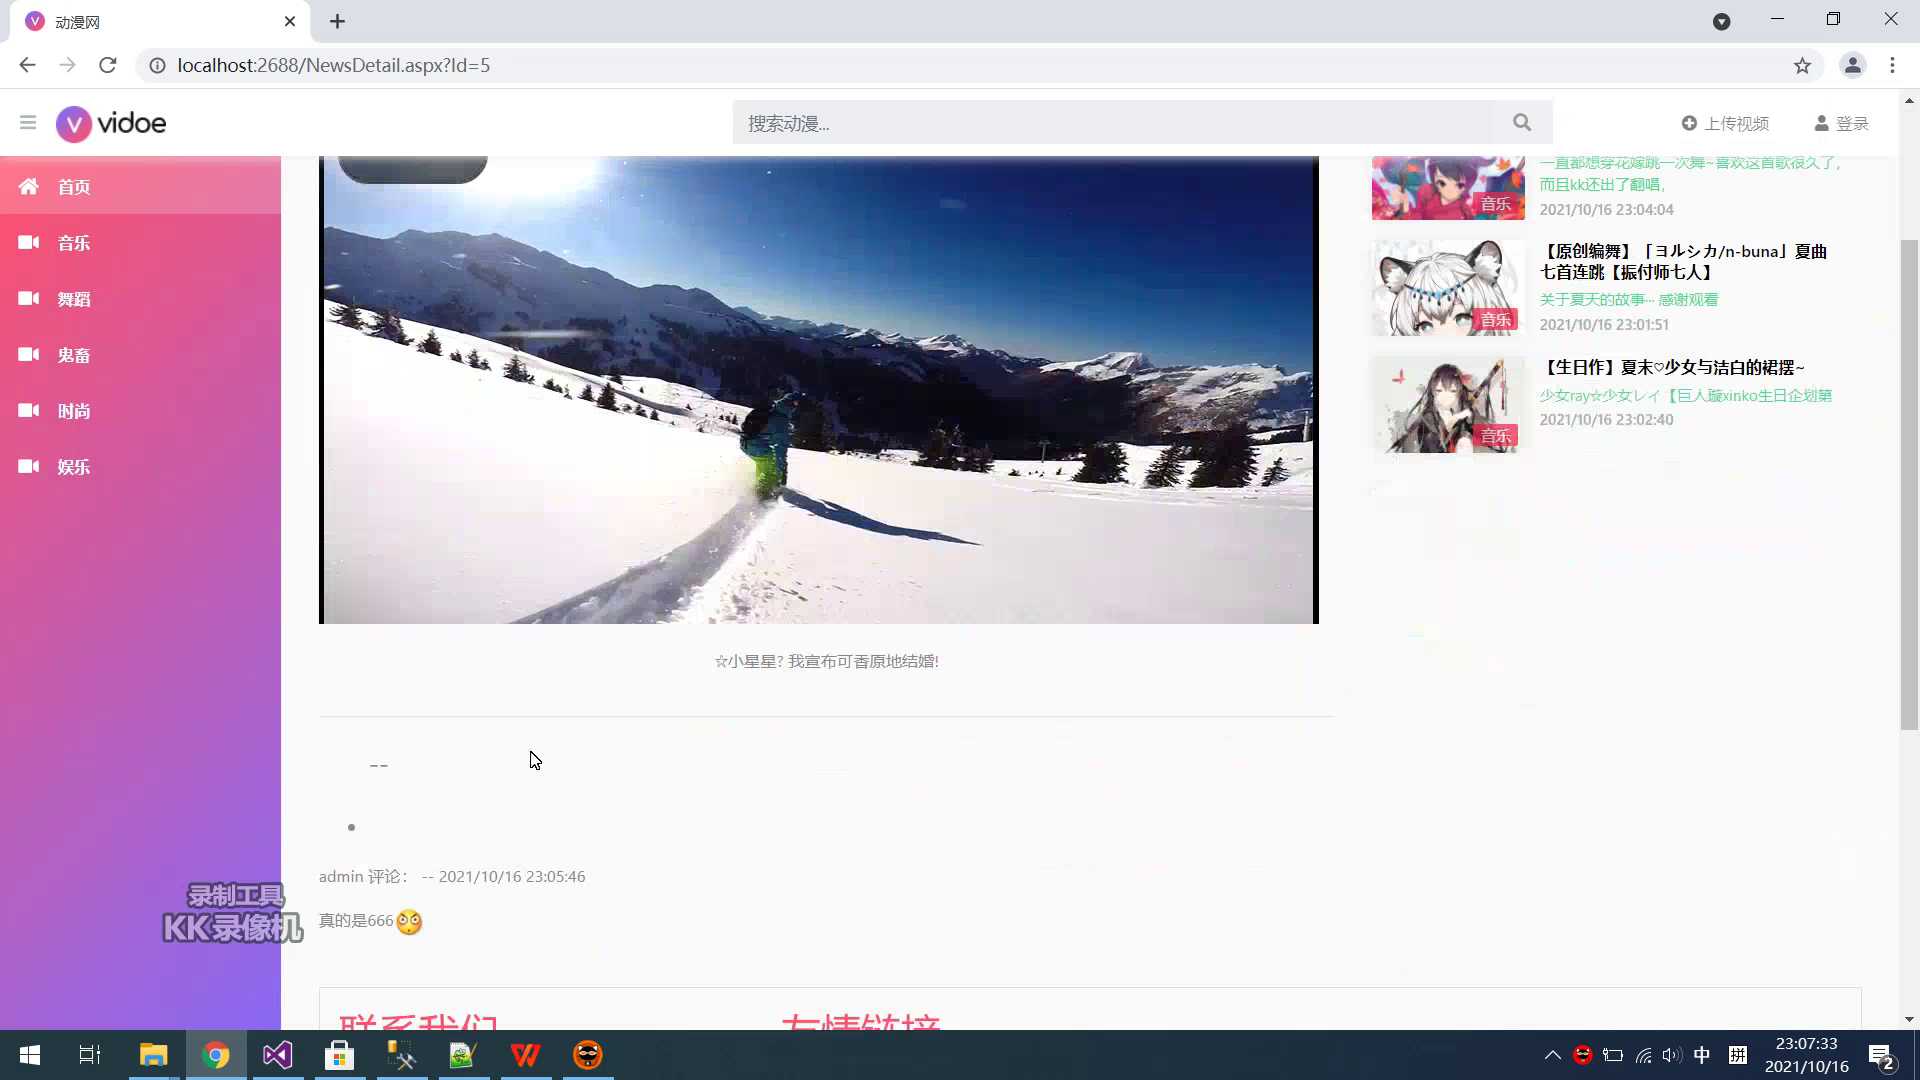 动漫网
localhost:2688/NewsDetail.aspx?Id=5
vidoe
搜索动漫...
上传视频
登录
首页
音乐
舞蹈
鬼畜
时尚
娱乐
一直都想穿花嫁跳一次舞~喜欢这首歌很久了,
而且kk还出了翻唱,
音乐
2021/10/16 23:04:04
【原创编舞】「ヨルシカ/n-buna」夏曲
七首连跳【振付师七人】
关于夏天的故事... 感谢观看
音乐
2021/10/16 23:01:51
【生日作】夏末♡少女与洁白的裙摆~
少女ray☆少女レイ【巨人璇xinko生日企划第
音乐
2021/10/16 23:02:40
☆小星星? 我宣布可香原地结婚!
--
admin 评论: -- 2021/10/16 23:05:46
真的是666
录制工具
KK录像机
联系我们
友情链接
中
拼
23:07:33
2021/10/16
2